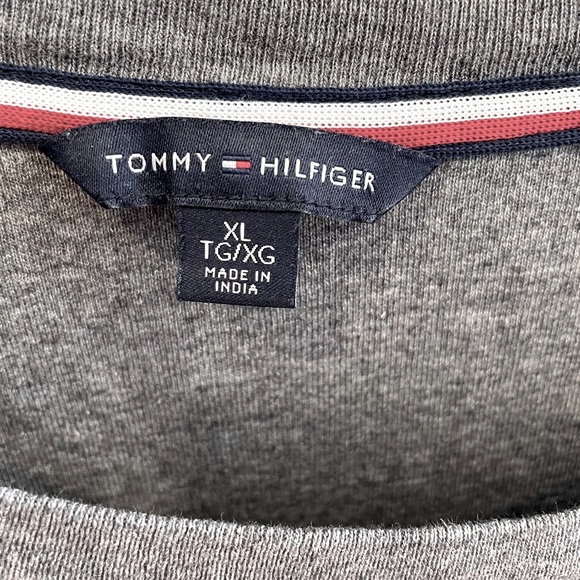 TOMMY HILFIGER
XL
TG/XG
MADE IN
INDIA